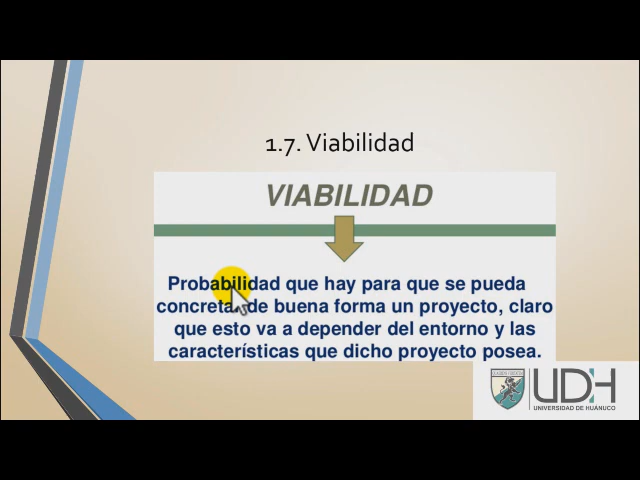 1.7. Viabilidad
VIABILIDAD
Probabilidad que hay para que se pueda
concretar de buena forma un proyecto, claro
que esto va a depender del entorno y las
características que dicho proyecto posea.
UDH
UNIVERSIDAD DE HUÁNUCO